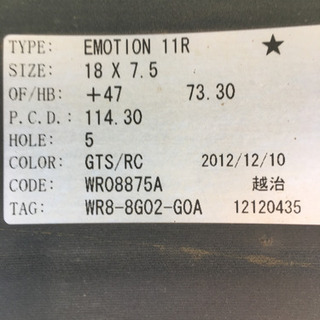 TYPE: EMOTION 11R ★
SIZE: 18 X 7.5
OF/HB: +47 73.30
P.C.D.: 114.30
HOLE: 5
COLOR: GTS/RC 2012/12/10
CODE: WR08875A 越治
TAG: WR8-8G02-G0A 12120435